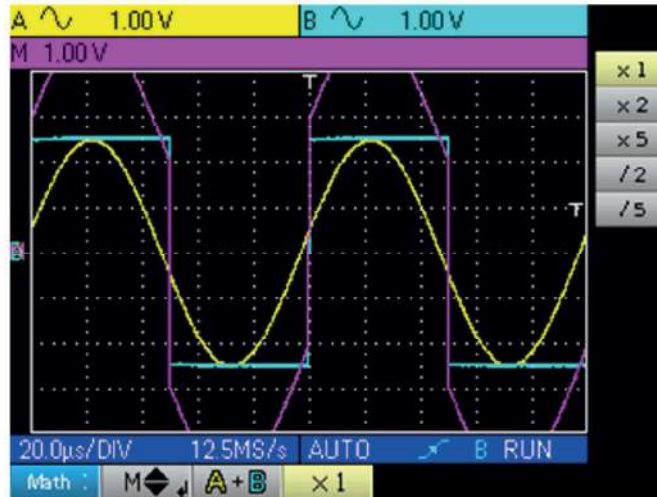 A 1.00 V B 1.00 V
M 1.00 V
x 1
x 2
x 5
/ 2
/ 5
T
T
20.0µs/DIV 12.5MS/s AUTO B RUN
Math : M A+B x 1